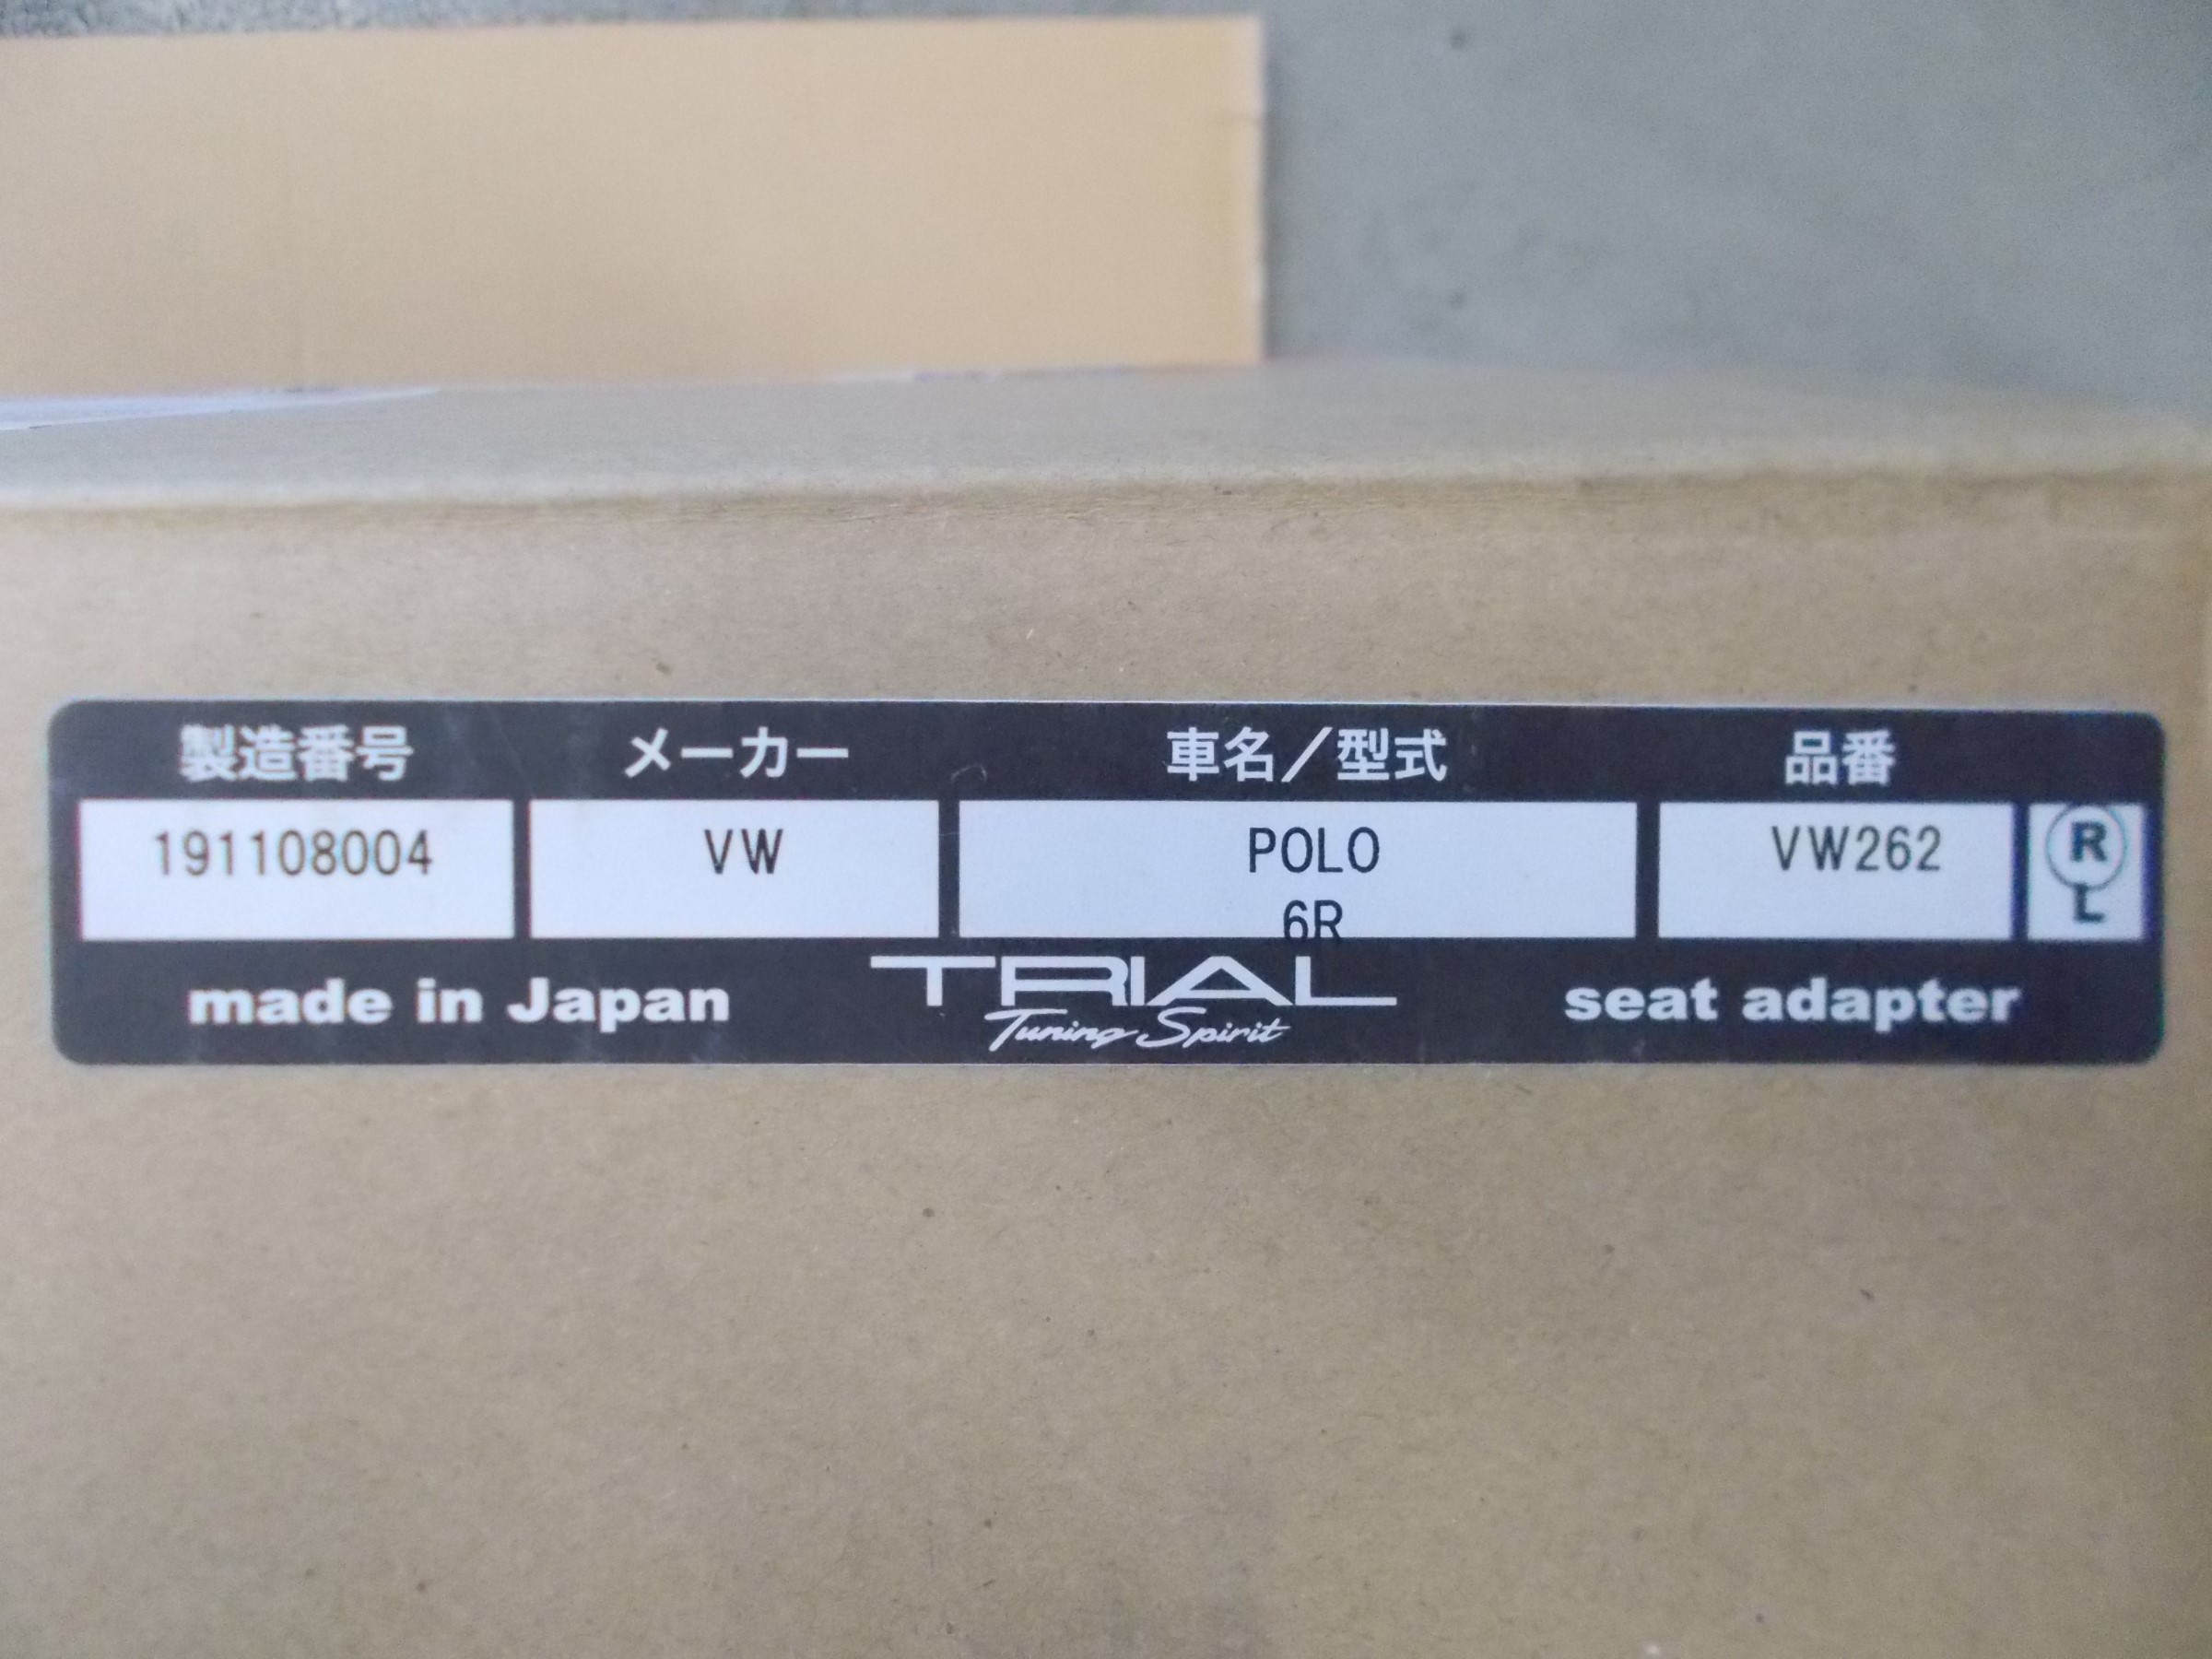 製造番号 メーカー 車名／型式 品番
191108004 VW POLO VW262 R
6R L
made in Japan TRIAL seat adapter
Tuning Spirit